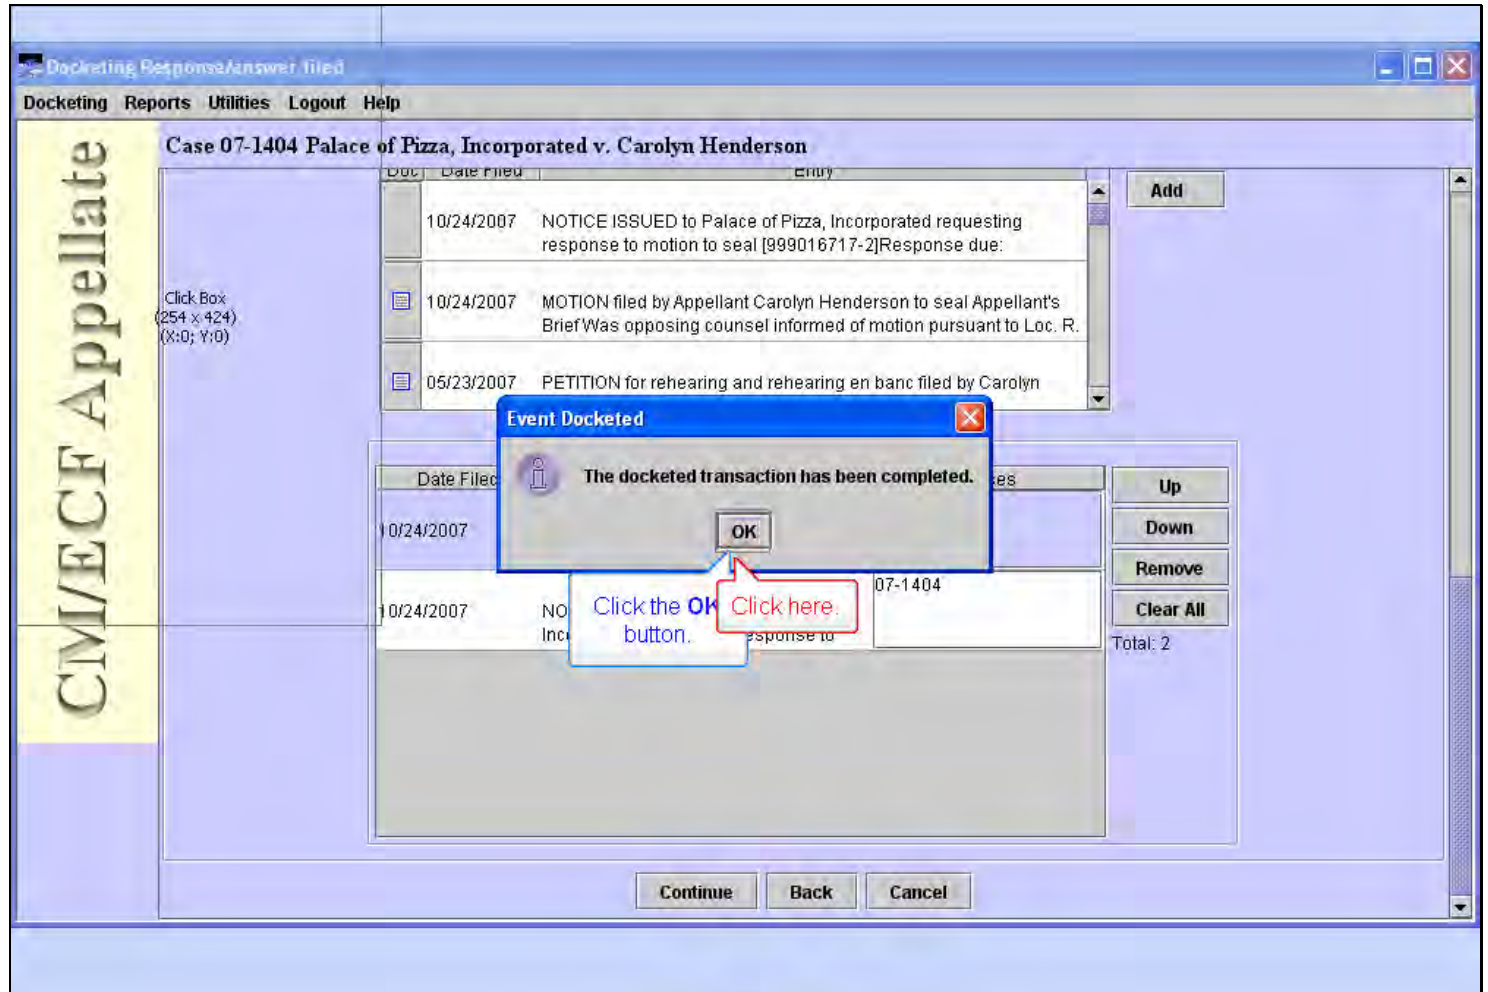 Docketing Response/answer filed
Docketing Reports Utilities Logout Help
CM/ECF Appellate
Case 07-1404 Palace of Pizza, Incorporated v. Carolyn Henderson
Doc Date Filed Entry
Add
10/24/2007 NOTICE ISSUED to Palace of Pizza, Incorporated requesting
response to motion to seal [999016717-2]Response due:
Click Box
(254 x 424)
(X:0; Y:0)
10/24/2007 MOTION filed by Appellant Carolyn Henderson to seal Appellant's
Brief Was opposing counsel informed of motion pursuant to Loc. R.
05/23/2007 PETITION for rehearing and rehearing en banc filed by Carolyn
Event Docketed
The docketed transaction has been completed.
OK
Date Filed
Up
10/24/2007
Down
Remove
Clear All
Total: 2
07-1404
10/24/2007 NO
response to
Click the OK
button.
Click here.
Continue Back Cancel